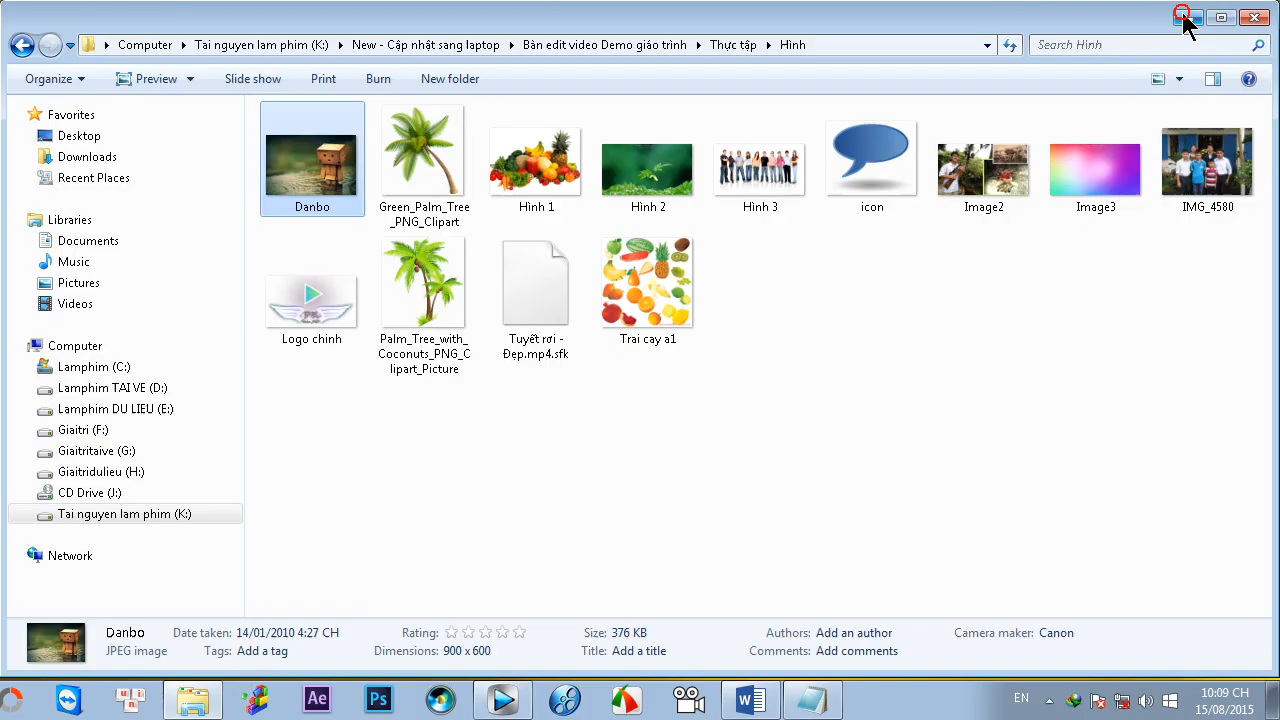 Computer ▸ Tai nguyen lam phim (K:) ▸ New - Cập nhật sang laptop ▸ Bàn edit video Demo giáo trình ▸ Thực tập ▸ Hình
Search Hình
Organize Preview Slide show Print Burn New folder
Favorites
Desktop
Downloads
Recent Places
Libraries
Documents
Music
Pictures
Videos
Computer
Lamphim (C:)
Lamphim TAI VE (D:)
Lamphim DU LIEU (E:)
Giaitri (F:)
Giaitritaive (G:)
Giaitridulieu (H:)
CD Drive (J:)
Tai nguyen lam phim (K:)
Network
Danbo
Green_Palm_Tree
_PNG_Clipart
Hình 1
Hình 2
Hình 3
icon
Image2
Image3
IMG_4580
Logo chinh
Palm_Tree_with_
Coconuts_PNG_C
lipart_Picture
Tuyết rơi -
Đẹp.mp4.sfk
Trai cay a1
Danbo Date taken: 14/01/2010 4:27 CH Rating: Size: 376 KB Authors: Add an author Camera maker: Canon
JPEG image Tags: Add a tag Dimensions: 900 x 600 Title: Add a title Comments: Add comments
Ae Ps W EN 10:09 CH
15/08/2015